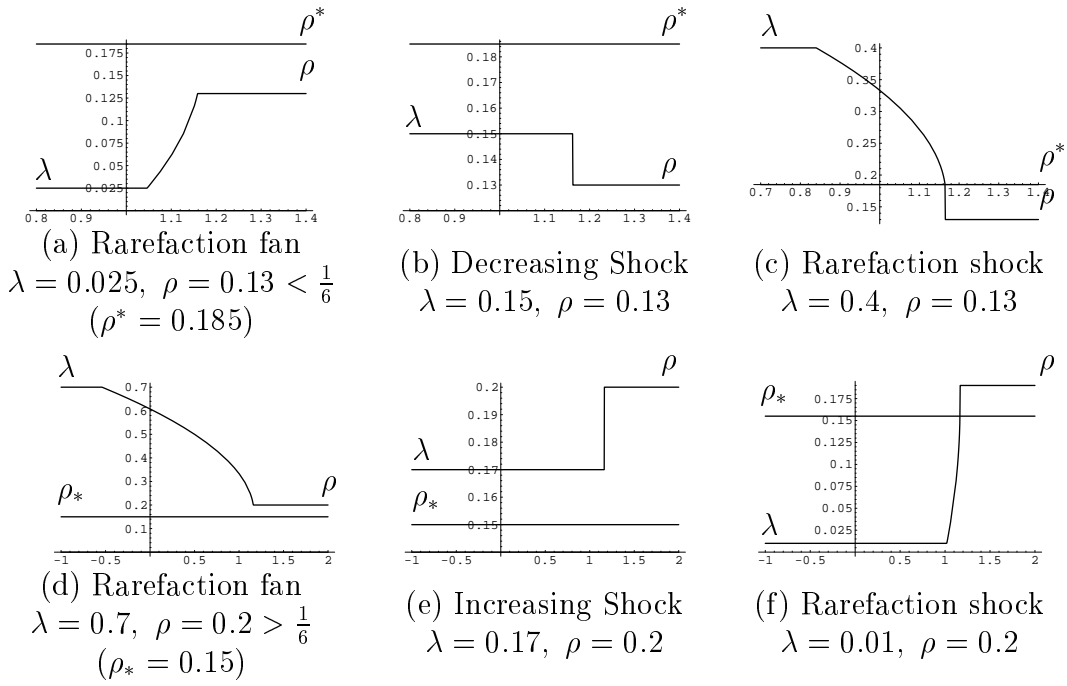 ρ*
ρ
λ
0.175
0.15
0.125
0.1
0.075
0.05
0.025
0.8 0.9 1.1 1.2 1.3 1.4
(a) Rarefaction fan
λ = 0.025, ρ = 0.13 < 1/6
(ρ* = 0.185)
ρ*
λ
ρ
0.18
0.17
0.16
0.15
0.14
0.13
0.8 0.9 1.1 1.2 1.3 1.4
(b) Decreasing Shock
λ = 0.15, ρ = 0.13
λ
ρ*
ρ
0.4
0.35
0.3
0.25
0.2
0.15
0.7 0.8 0.9 1.1 1.2 1.3 1.4
(c) Rarefaction shock
λ = 0.4, ρ = 0.13
λ
ρ*
ρ
0.7
0.6
0.5
0.4
0.3
0.2
0.1
-1 -0.5 0.5 1 1.5 2
(d) Rarefaction fan
λ = 0.7, ρ = 0.2 > 1/6
(ρ* = 0.15)
ρ
λ
ρ*
0.2
0.19
0.18
0.17
0.16
0.15
-1 -0.5 0.5 1 1.5 2
(e) Increasing Shock
λ = 0.17, ρ = 0.2
ρ
ρ*
λ
0.175
0.15
0.125
0.1
0.075
0.05
0.025
-1 -0.5 0.5 1 1.5 2
(f) Rarefaction shock
λ = 0.01, ρ = 0.2